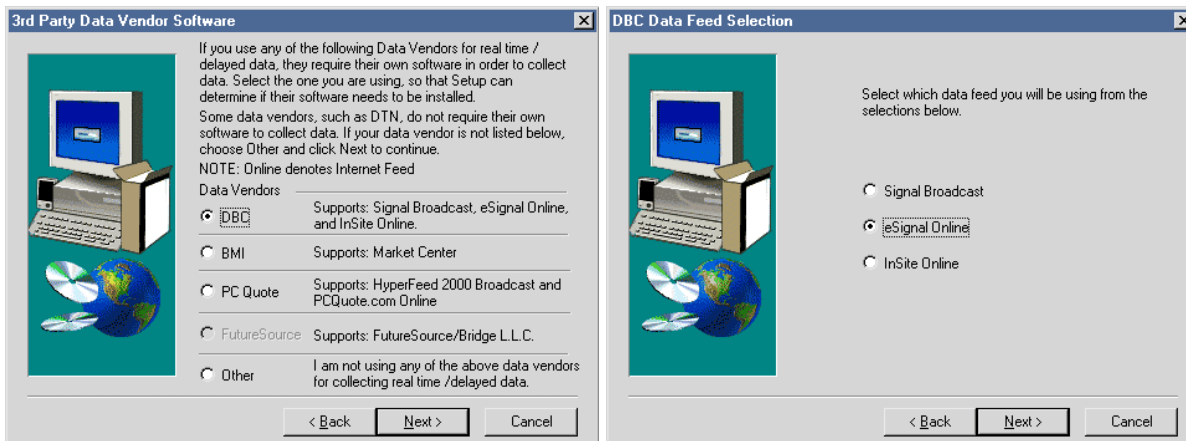 3rd Party Data Vendor Software
If you use any of the following Data Vendors for real time /
delayed data, they require their own software in order to collect
data. Select the one you are using, so that Setup can
determine if their software needs to be installed.
Some data vendors, such as DTN, do not require their own
software to collect data. If your data vendor is not listed below,
choose Other and click Next to continue.
NOTE: Online denotes Internet Feed
Data Vendors
DBC Supports: Signal Broadcast, eSignal Online,
and InSite Online.
BMI Supports: Market Center
PC Quote Supports: HyperFeed 2000 Broadcast and
PCQuote.com Online
FutureSource Supports: FutureSource/Bridge L.L.C.
Other I am not using any of the above data vendors
for collecting real time /delayed data.
< Back Next > Cancel
DBC Data Feed Selection
Select which data feed you will be using from the
selections below.
Signal Broadcast
eSignal Online
InSite Online
< Back Next > Cancel